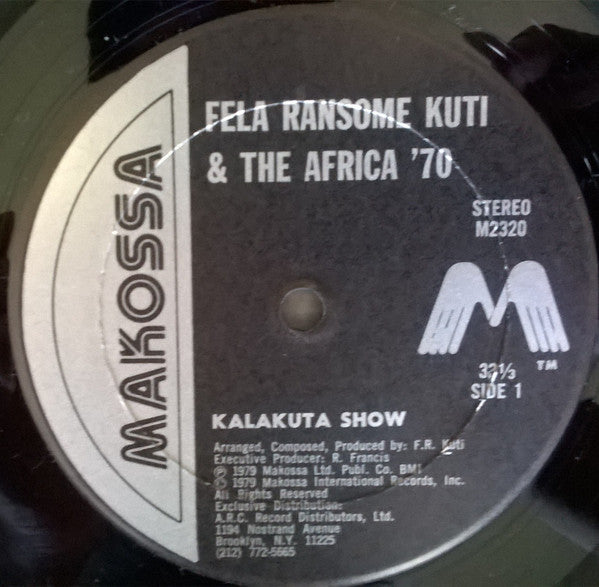 MAKOSSA
FELA RANSOME KUTI
& THE AFRICA '70
STEREO
M2320
33⅓
SIDE 1
TM
KALAKUTA SHOW
Arranged, Composed, Produced by: F.R. Kuti
Executive Producer: R. Francis
℗ 1979 Makossa Ltd. Publ. Co. BMI
© 1979 Makossa International Records, Inc.
All Rights Reserved
Exclusive Distribution:
A.R.C. Record Distributors, Ltd.
1194 Nostrand Avenue
Brooklyn, N.Y. 11225
(212) 772-5665